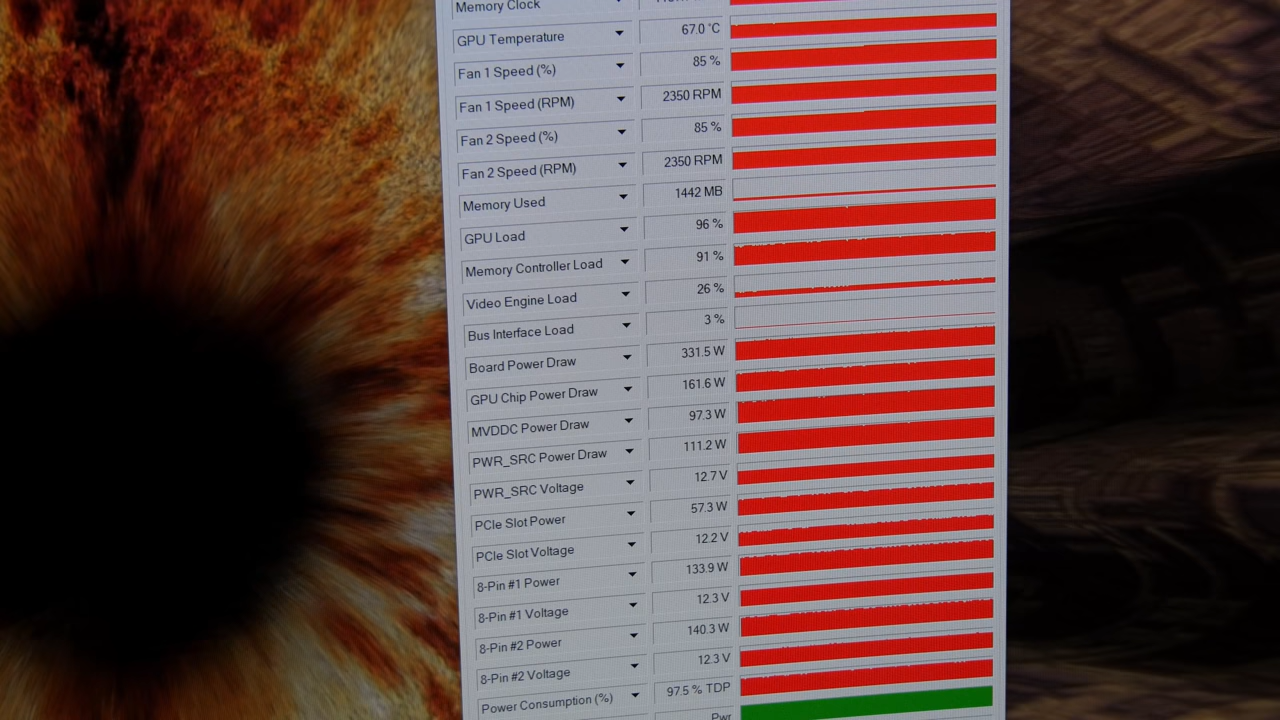 Memory Clock
GPU Temperature 67.0 °C
Fan 1 Speed (%) 85 %
Fan 1 Speed (RPM) 2350 RPM
Fan 2 Speed (%) 85 %
Fan 2 Speed (RPM) 2350 RPM
Memory Used 1442 MB
GPU Load 96 %
Memory Controller Load 91 %
Video Engine Load 26 %
Bus Interface Load 3 %
Board Power Draw 331.5 W
GPU Chip Power Draw 161.6 W
MVDDC Power Draw 97.3 W
PWR_SRC Power Draw 111.2 W
PWR_SRC Voltage 12.7 V
PCIe Slot Power 57.3 W
PCIe Slot Voltage 12.2 V
8-Pin #1 Power 133.9 W
8-Pin #1 Voltage 12.3 V
8-Pin #2 Power 140.3 W
8-Pin #2 Voltage 12.3 V
Power Consumption (%) 97.5 % TDP
Pwr